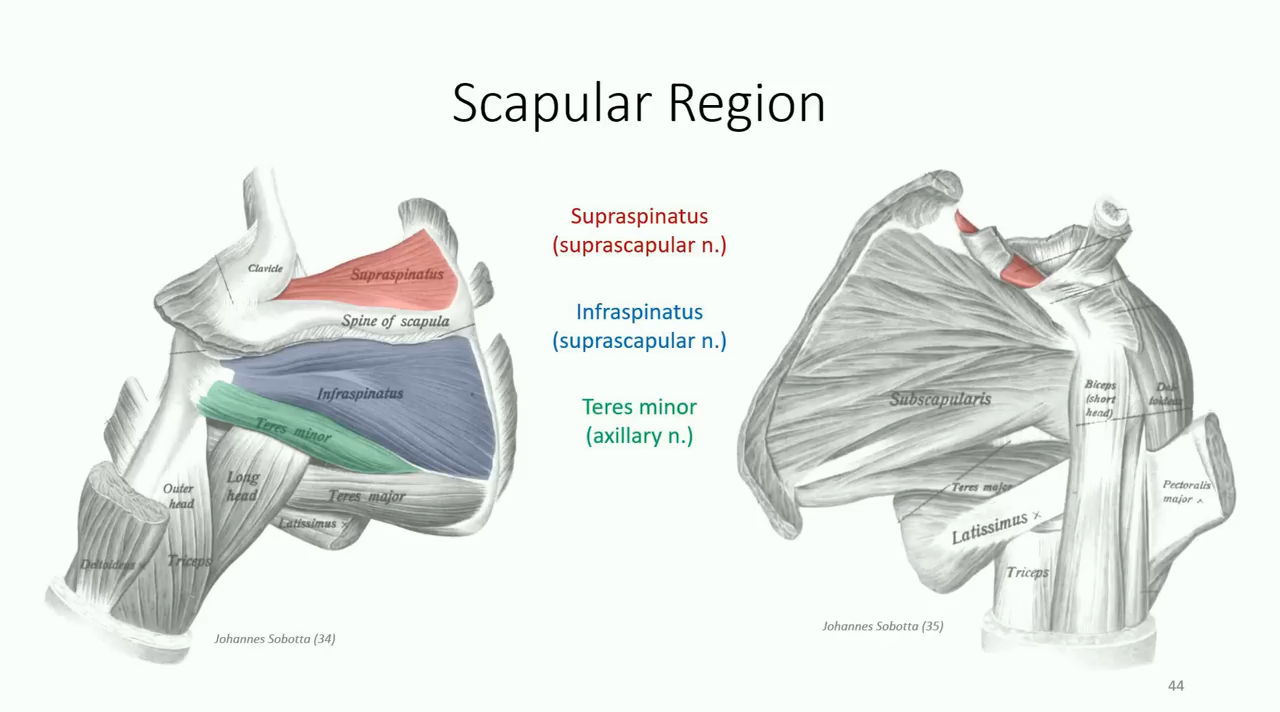 Scapular Region
Clavicle
Supraspinatus
Spine of scapula
Infraspinatus
Teres minor
Outer
head
Long
head
Teres major
Latissimus ×
Deltoideus ×
Triceps
Johannes Sobotta (34)
Supraspinatus
(suprascapular n.)
Infraspinatus
(suprascapular n.)
Teres minor
(axillary n.)
Subscapularis
Biceps
(short
head)
Del-
toideus
Teres major
Latissimus ×
Pectoralis
major ×
Triceps
Johannes Sobotta (35)
44